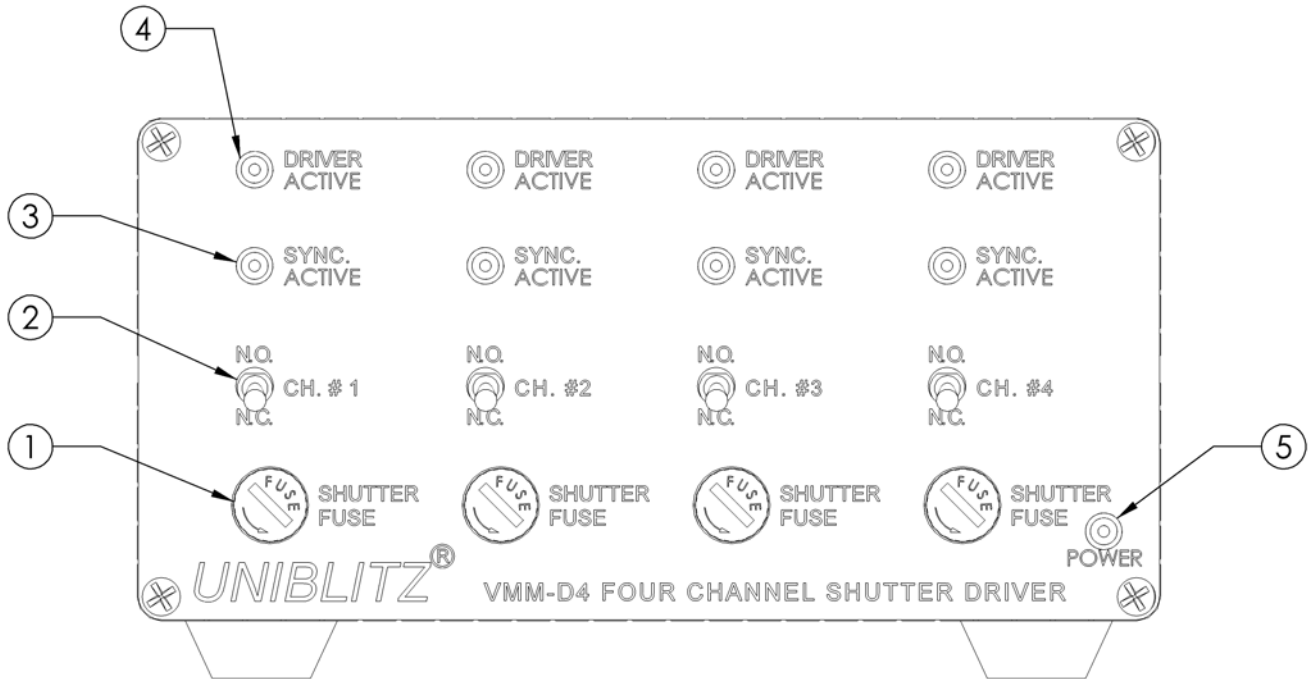 4
DRIVER ACTIVE
DRIVER ACTIVE
DRIVER ACTIVE
DRIVER ACTIVE
3
SYNC. ACTIVE
SYNC. ACTIVE
SYNC. ACTIVE
SYNC. ACTIVE
2
N.O.
CH. # 1
N.C.
N.O.
CH. #2
N.C.
N.O.
CH. #3
N.C.
N.O.
CH. #4
N.C.
1
FUSE
SHUTTER
FUSE
FUSE
SHUTTER
FUSE
FUSE
SHUTTER
FUSE
FUSE
SHUTTER
FUSE
5
POWER
UNIBLITZ®
VMM-D4 FOUR CHANNEL SHUTTER DRIVER